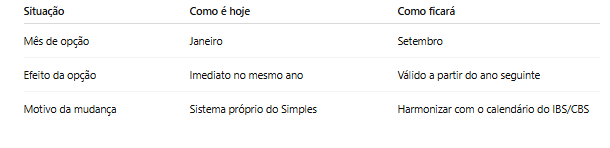 Situação Como é hoje Como ficará
Mês de opção Janeiro Setembro
Efeito da opção Imediato no mesmo ano Válido a partir do ano seguinte
Motivo da mudança Sistema próprio do Simples Harmonizar com o calendário do IBS/CBS